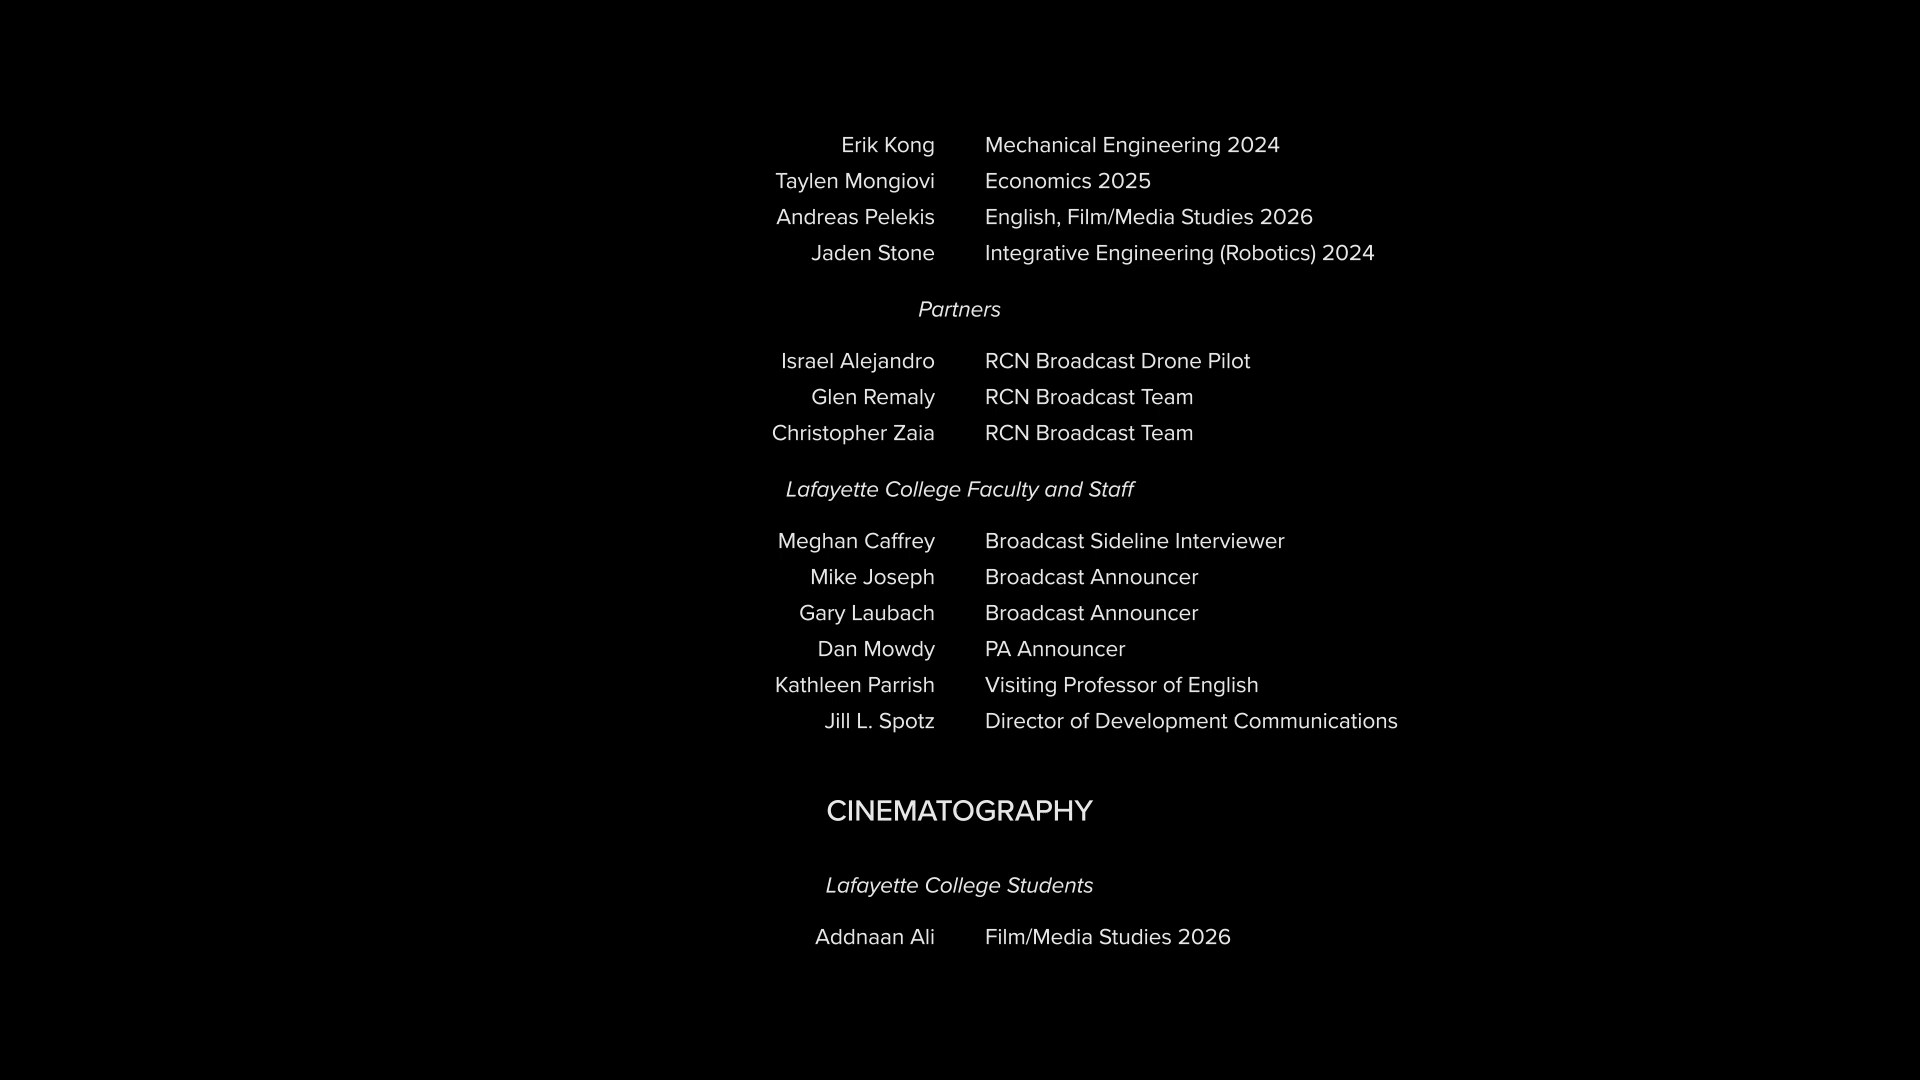 Erik Kong Mechanical Engineering 2024
Taylen Mongiovi Economics 2025
Andreas Pelekis English, Film/Media Studies 2026
Jaden Stone Integrative Engineering (Robotics) 2024
Partners
Israel Alejandro RCN Broadcast Drone Pilot
Glen Remaly RCN Broadcast Team
Christopher Zaia RCN Broadcast Team
Lafayette College Faculty and Staff
Meghan Caffrey Broadcast Sideline Interviewer
Mike Joseph Broadcast Announcer
Gary Laubach Broadcast Announcer
Dan Mowdy PA Announcer
Kathleen Parrish Visiting Professor of English
Jill L. Spotz Director of Development Communications
CINEMATOGRAPHY
Lafayette College Students
Addnaan Ali Film/Media Studies 2026